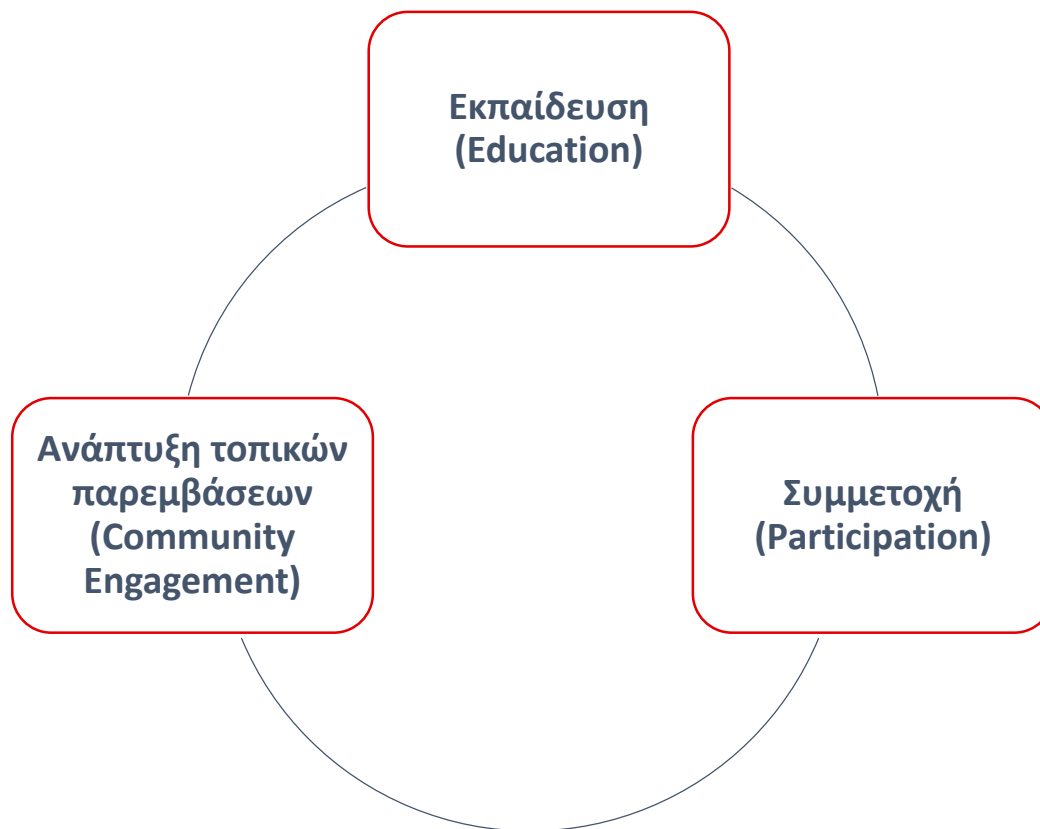 Εκπαίδευση
(Education)
Ανάπτυξη τοπικών
παρεμβάσεων
(Community
Engagement)
Συμμετοχή
(Participation)